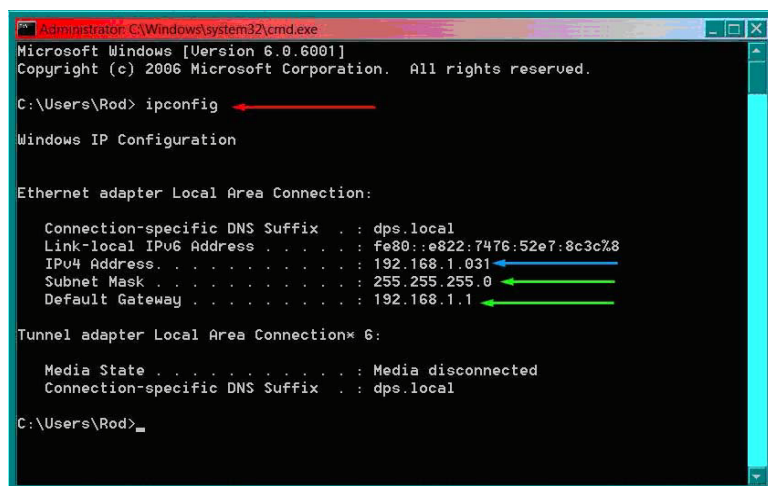 Administrator: C:\Windows\system32\cmd.exe
Microsoft Windows [Version 6.0.6001]
Copyright (c) 2006 Microsoft Corporation.  All rights reserved.
C:\Users\Rod> ipconfig
Windows IP Configuration
Ethernet adapter Local Area Connection:
Connection-specific DNS Suffix  . : dps.local
Link-local IPv6 Address . . . . . : fe80::e822:7476:52e7:8c3c%8
IPv4 Address. . . . . . . . . . . : 192.168.1.031
Subnet Mask . . . . . . . . . . . : 255.255.255.0
Default Gateway . . . . . . . . . : 192.168.1.1
Tunnel adapter Local Area Connection* 6:
Media State . . . . . . . . . . . : Media disconnected
Connection-specific DNS Suffix  . : dps.local
C:\Users\Rod>_